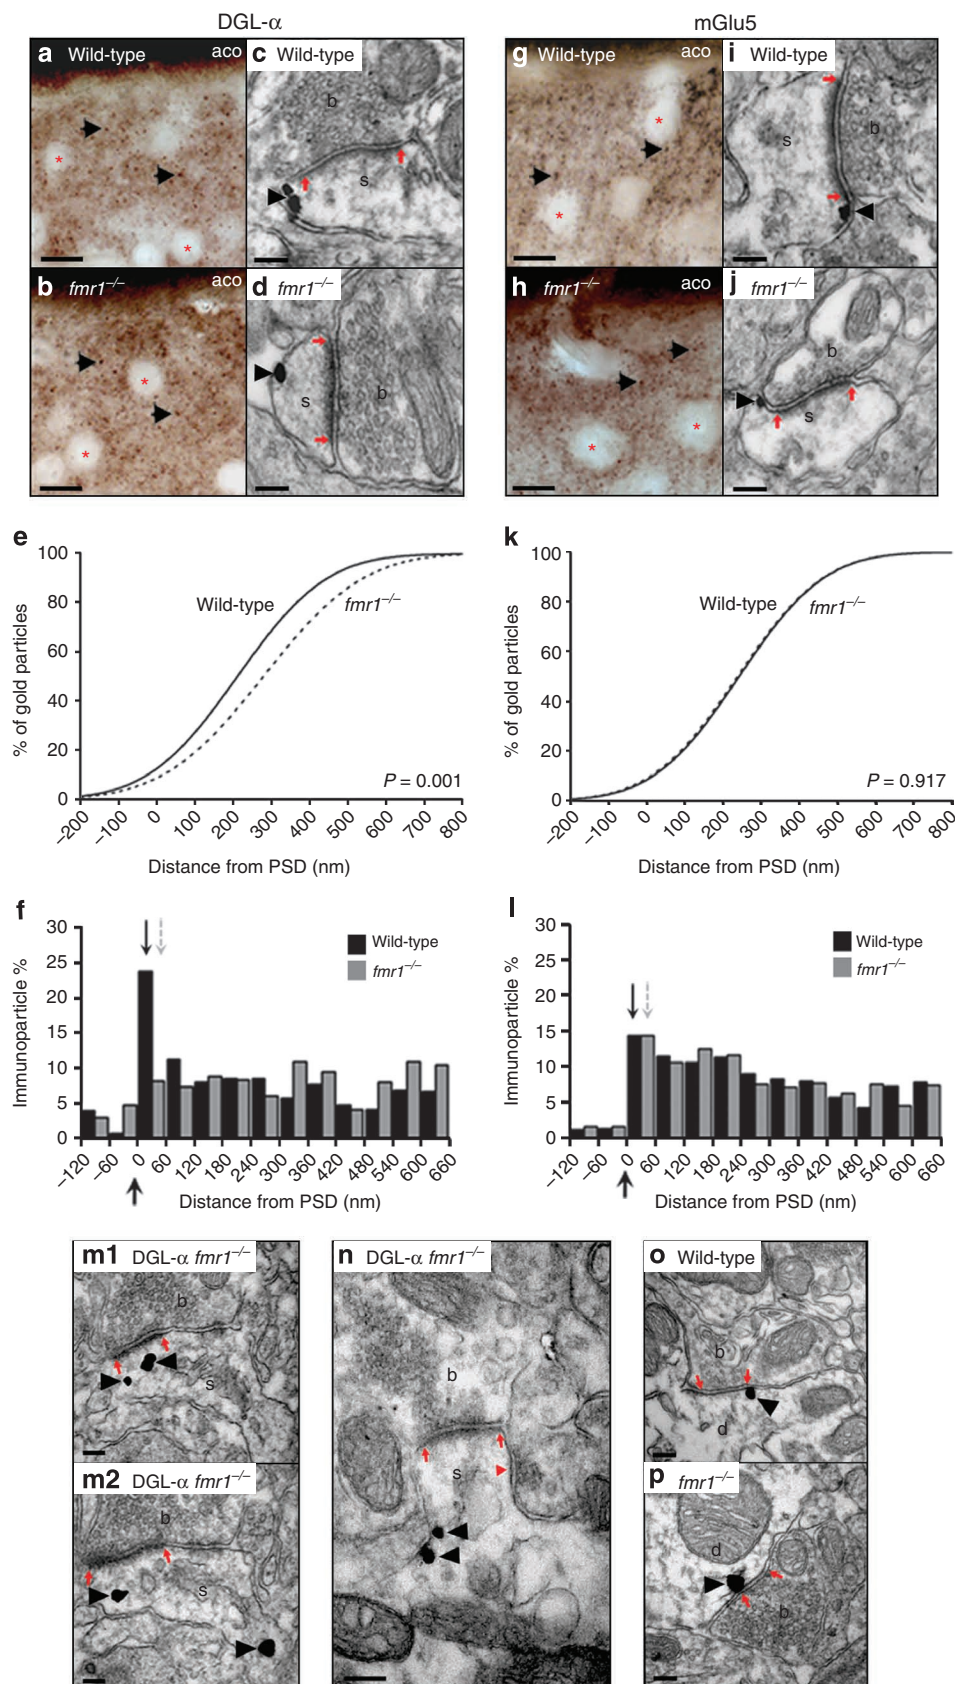 DGL-α
mGlu5
a Wild-type aco
c Wild-type
b
s
g Wild-type aco
i Wild-type
s
b
b fmr1–/– aco
d fmr1–/–
s
b
h fmr1–/– aco
j fmr1–/–
b
s
e
% of gold particles
100
80
60
40
20
0
Wild-type
fmr1–/–
P = 0.001
–200 –100 0 100 200 300 400 500 600 700 800
Distance from PSD (nm)
k
% of gold particles
100
80
60
40
20
0
Wild-type
fmr1–/–
P = 0.917
–200 –100 0 100 200 300 400 500 600 700 800
Distance from PSD (nm)
f
Immunoparticle %
30
25
20
15
10
5
0
Wild-type
fmr1–/–
–120 –60 0 60 120 180 240 300 360 420 480 540 600 660
Distance from PSD (nm)
l
Immunoparticle %
30
25
20
15
10
5
0
Wild-type
fmr1–/–
–120 –60 0 60 120 180 240 300 360 420 480 540 600 660
Distance from PSD (nm)
m1 DGL-α fmr1–/–
b
s
m2 DGL-α fmr1–/–
b
s
n DGL-α fmr1–/–
b
s
o Wild-type
b
d
p fmr1–/–
d
b